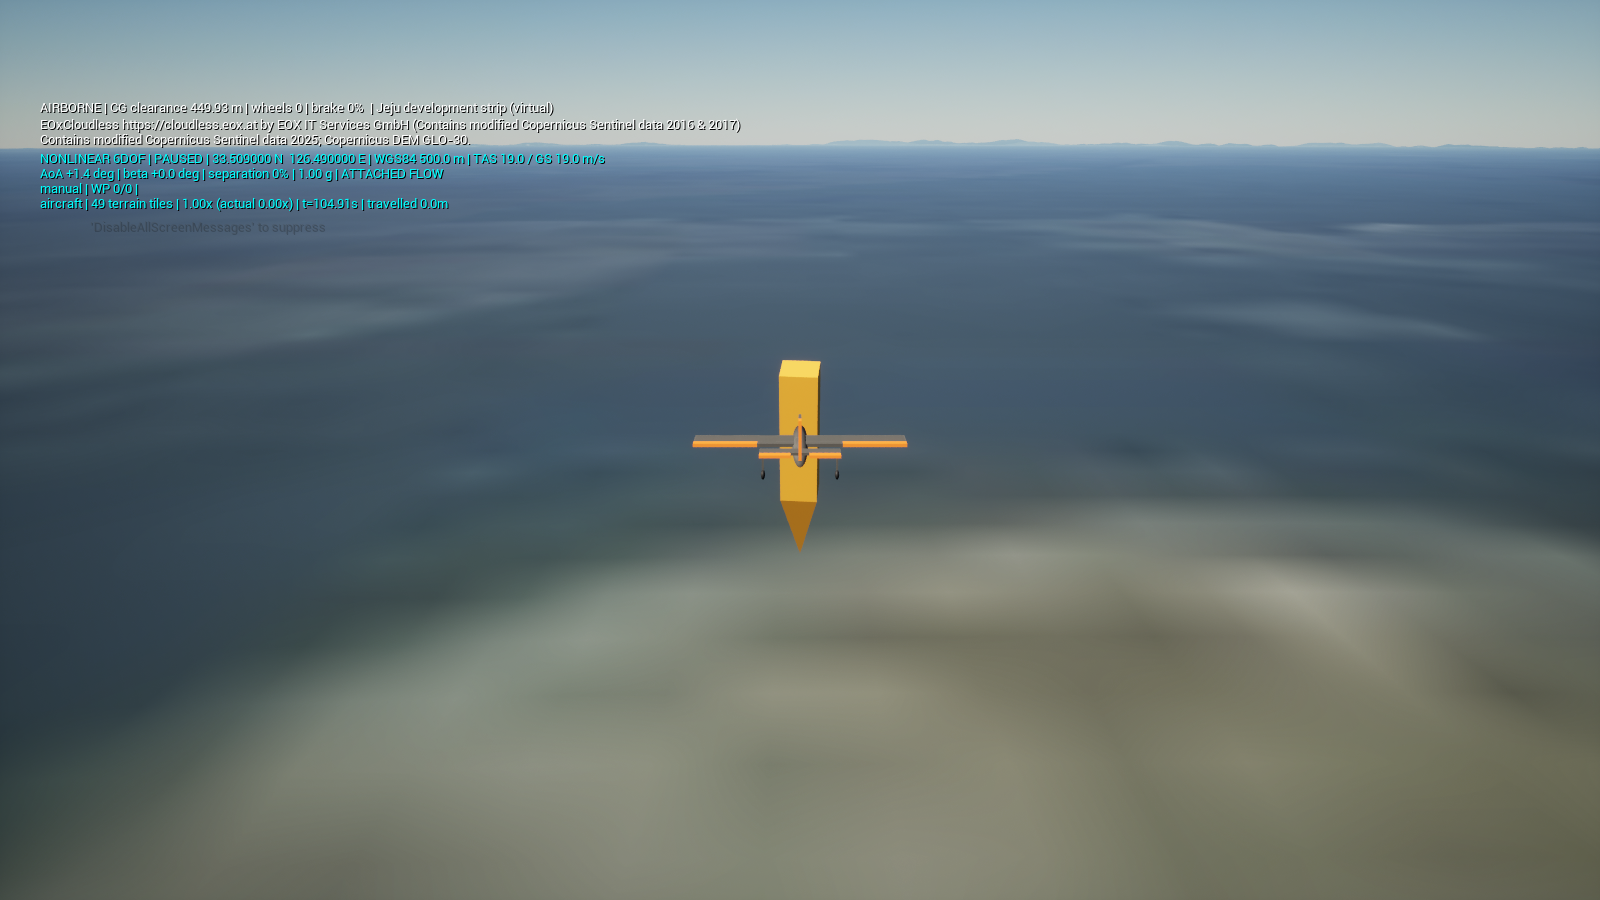 AIRBORNE | CG clearance 449.93 m | wheels 0 | brake 0% | Jeju development strip (virtual)
EOxCloudless https://cloudless.eox.at by EOX IT Services GmbH (Contains modified Copernicus Sentinel data 2016 & 2017)
Contains modified Copernicus Sentinel data 2025; Copernicus DEM GLO-30.
NONLINEAR 6DOF | PAUSED | 33.509000 N 126.490000 E | WGS84 500.0 m | TAS 19.0 / GS 19.0 m/s
AoA +1.4 deg | beta +0.0 deg | separation 0% | 1.00 g | ATTACHED FLOW
manual | WP 0/0 |
aircraft | 49 terrain tiles | 1.00x (actual 0.00x) | t=104.91s | travelled 0.0m
'DisableAllScreenMessages' to suppress